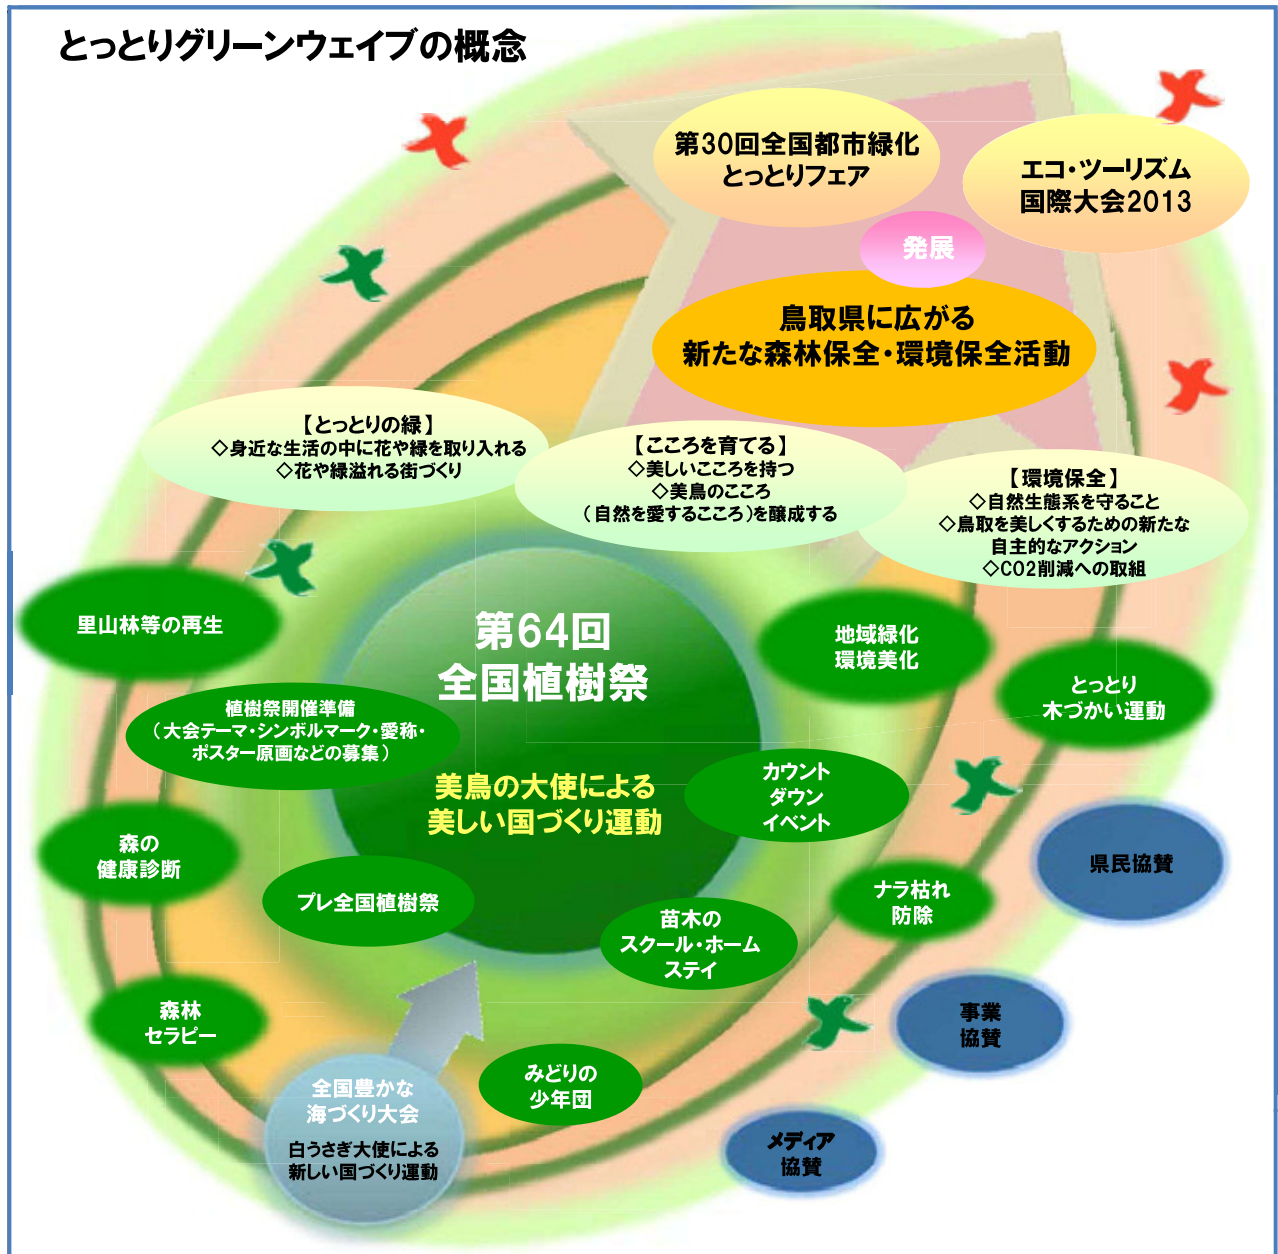 とっとりグリーンウェイブの概念
第30回全国都市緑化
とっとりフェア
エコ・ツーリズム
国際大会2013
発展
鳥取県に広がる
新たな森林保全・環境保全活動
【とっとりの緑】
◇身近な生活の中に花や緑を取り入れる
◇花や緑溢れる街づくり
【こころを育てる】
◇美しいこころを持つ
◇美鳥のこころ
（自然を愛するこころ）を醸成する
【環境保全】
◇自然生態系を守ること
◇鳥取を美しくするための新たな
自主的なアクション
◇CO2削減への取組
里山林等の再生
第64回
全国植樹祭
地域緑化
環境美化
とっとり
木づかい運動
植樹祭開催準備
（大会テーマ・シンボルマーク・愛称・
ポスター原画などの募集）
美鳥の大使による
美しい国づくり運動
カウント
ダウン
イベント
森の
健康診断
県民協賛
プレ全国植樹祭
ナラ枯れ
防除
苗木の
スクール・ホーム
ステイ
森林
セラピー
事業
協賛
みどりの
少年団
全国豊かな
海づくり大会
白うさぎ大使による
新しい国づくり運動
メディア
協賛